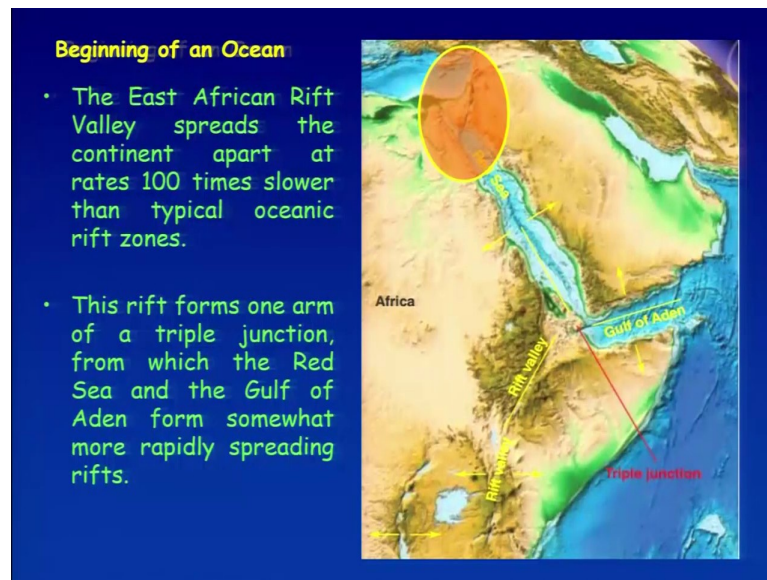 Beginning of an Ocean
• The East African Rift
Valley spreads the
continent apart at
rates 100 times slower
than typical oceanic
rift zones.
• This rift forms one arm
of a triple junction,
from which the Red
Sea and the Gulf of
Aden form somewhat
more rapidly spreading
rifts.
Sea
Africa
Gulf of Aden
Rift valley
Rift valley
Triple junction